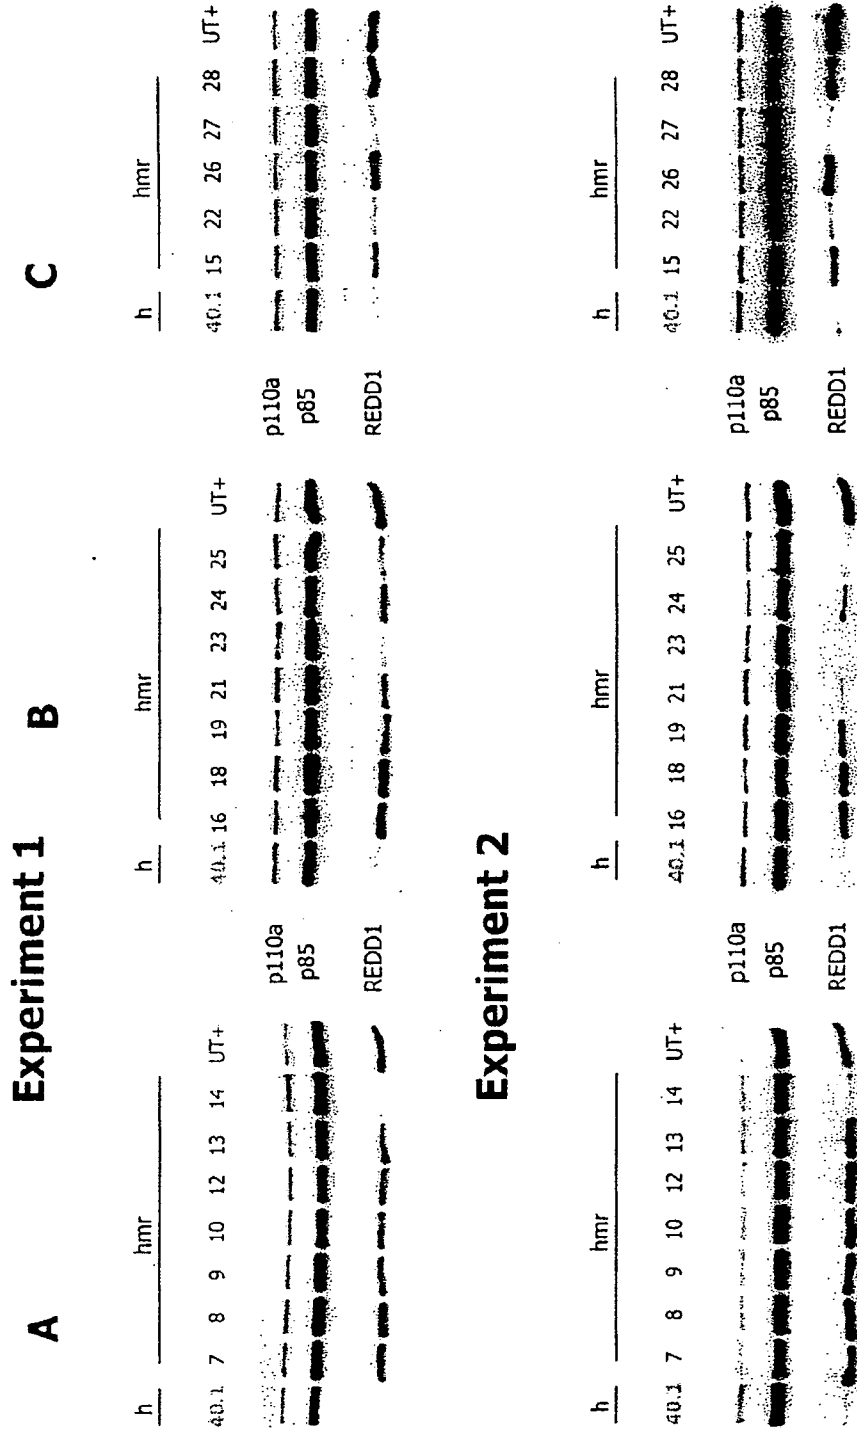 Experiment 1
A
h hmr
40.1 7 8 9 10 12 13 14 UT+
p110a
p85
REDD1
B
h hmr
40.1 16 18 19 21 23 24 25 UT+
p110a
p85
REDD1
C
h hmr
40.1 15 22 26 27 28 UT+
Experiment 2
h hmr
40.1 7 8 9 10 12 13 14 UT+
p110a
p85
REDD1
h hmr
40.1 16 18 19 21 23 24 25 UT+
p110a
p85
REDD1
h hmr
40.1 15 22 26 27 28 UT+